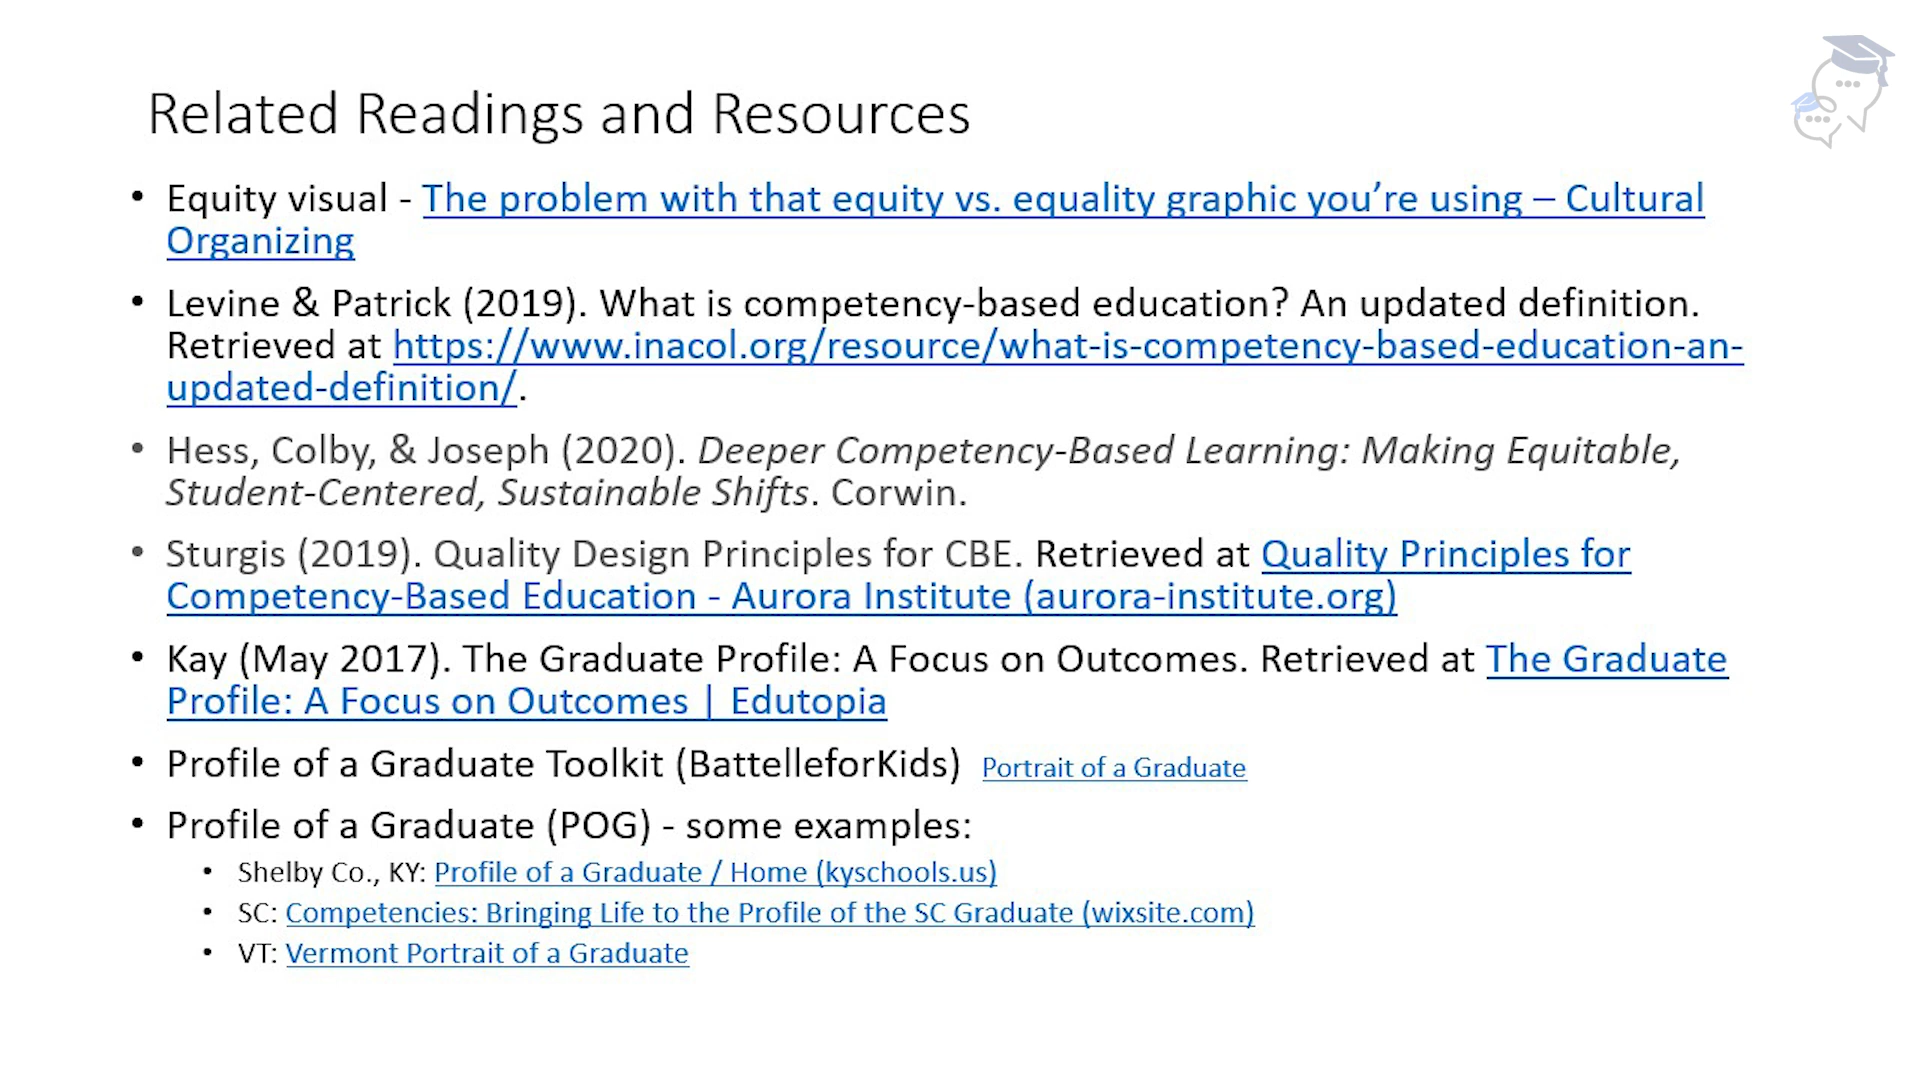 Related Readings and Resources
• Equity visual - The problem with that equity vs. equality graphic you’re using – Cultural
Organizing
• Levine & Patrick (2019). What is competency-based education? An updated definition.
Retrieved at https://www.inacol.org/resource/what-is-competency-based-education-an-
updated-definition/.
• Hess, Colby, & Joseph (2020). Deeper Competency-Based Learning: Making Equitable,
Student-Centered, Sustainable Shifts. Corwin.
• Sturgis (2019). Quality Design Principles for CBE. Retrieved at Quality Principles for
Competency-Based Education - Aurora Institute (aurora-institute.org)
• Kay (May 2017). The Graduate Profile: A Focus on Outcomes. Retrieved at The Graduate
Profile: A Focus on Outcomes | Edutopia
• Profile of a Graduate Toolkit (BattelleforKids) Portrait of a Graduate
• Profile of a Graduate (POG) - some examples:
• Shelby Co., KY: Profile of a Graduate / Home (kyschools.us)
• SC: Competencies: Bringing Life to the Profile of the SC Graduate (wixsite.com)
• VT: Vermont Portrait of a Graduate